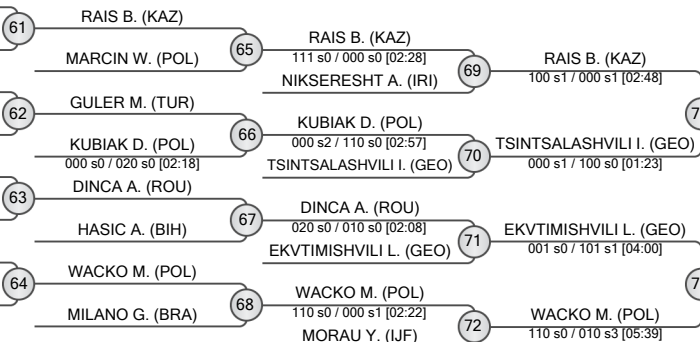 RAIS B. (KAZ)
61
MARCIN W. (POL)
65
RAIS B. (KAZ)
111 s0 / 000 s0 [02:28]
NIKSERESHT A. (IRI)
69
RAIS B. (KAZ)
100 s1 / 000 s1 [02:48]
62
GULER M. (TUR)
KUBIAK D. (POL)
000 s0 / 020 s0 [02:18]
66
KUBIAK D. (POL)
000 s2 / 110 s0 [02:57]
TSINTSALASHVILI I. (GEO)
70
TSINTSALASHVILI I. (GEO)
000 s1 / 100 s0 [01:23]
63
DINCA A. (ROU)
HASIC A. (BIH)
67
DINCA A. (ROU)
020 s0 / 010 s0 [02:08]
EKVTIMISHVILI L. (GEO)
71
EKVTIMISHVILI L. (GEO)
001 s0 / 101 s1 [04:00]
64
WACKO M. (POL)
MILANO G. (BRA)
68
WACKO M. (POL)
110 s0 / 000 s1 [02:22]
MORAU Y. (IJF)
72
WACKO M. (POL)
110 s0 / 010 s3 [05:39]